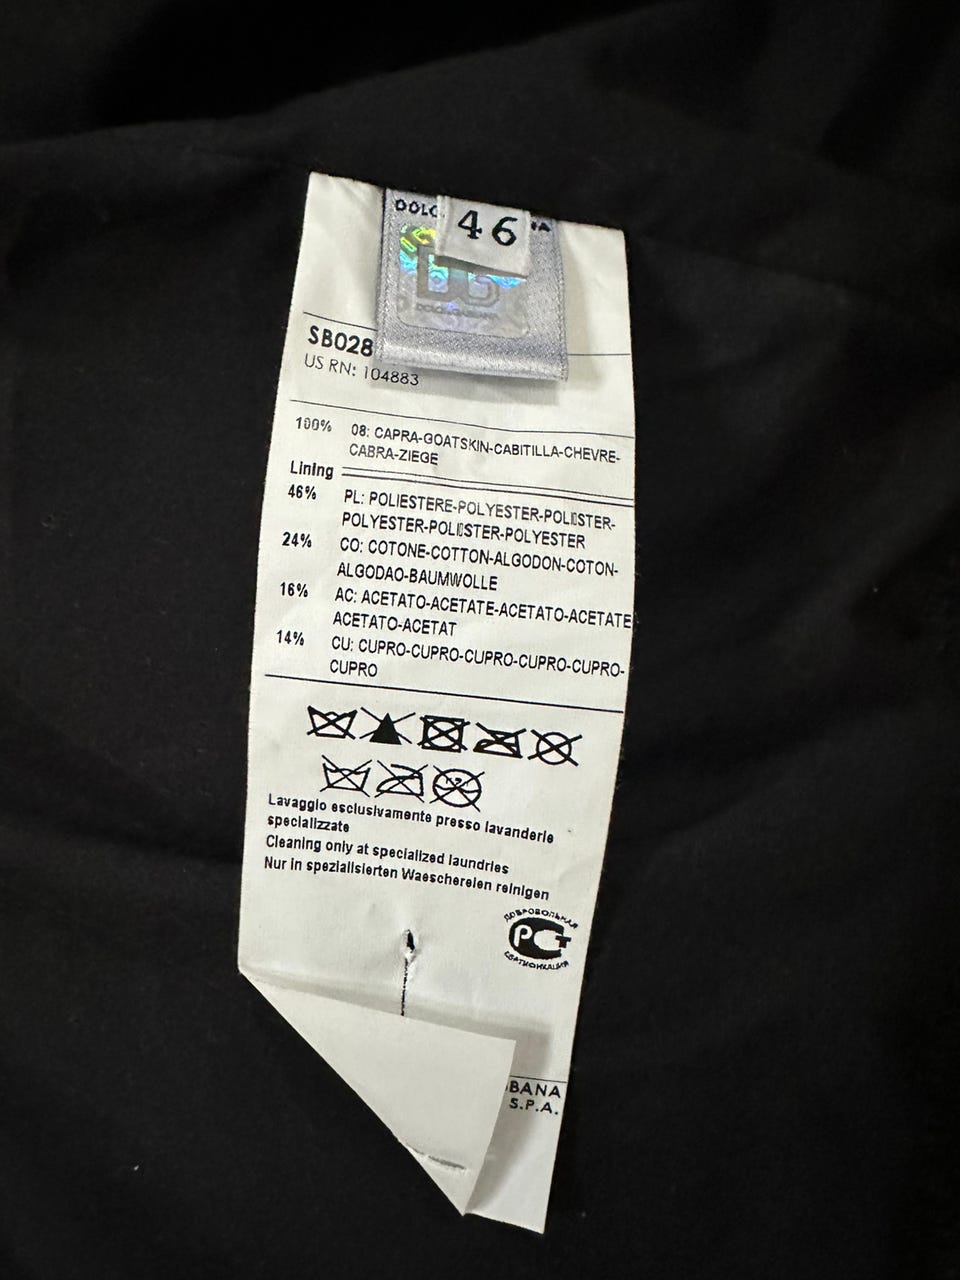 46
SB028
US RN: 104883
100% 08: CAPRA-GOATSKIN-CABITILLA-CHEVRE-
CABRA-ZIEGE
Lining
46% PL: POLIESTERE-POLYESTER-POLIESTER-
POLYESTER-POLIESTER-POLYESTER
24% CO: COTONE-COTTON-ALGODON-COTON-
ALGODAO-BAUMWOLLE
16% AC: ACETATO-ACETATE-ACETATO-ACETATE
ACETATO-ACETAT
14% CU: CUPRO-CUPRO-CUPRO-CUPRO-CUPRO-
CUPRO
Lavaggio esclusivamente presso lavanderie
specializzate
Cleaning only at specialized laundries
Nur in spezialisierten Waeschereien reinigen
ДОБРОВОЛЬНАЯ
РСТ
BANA
S.P.A.